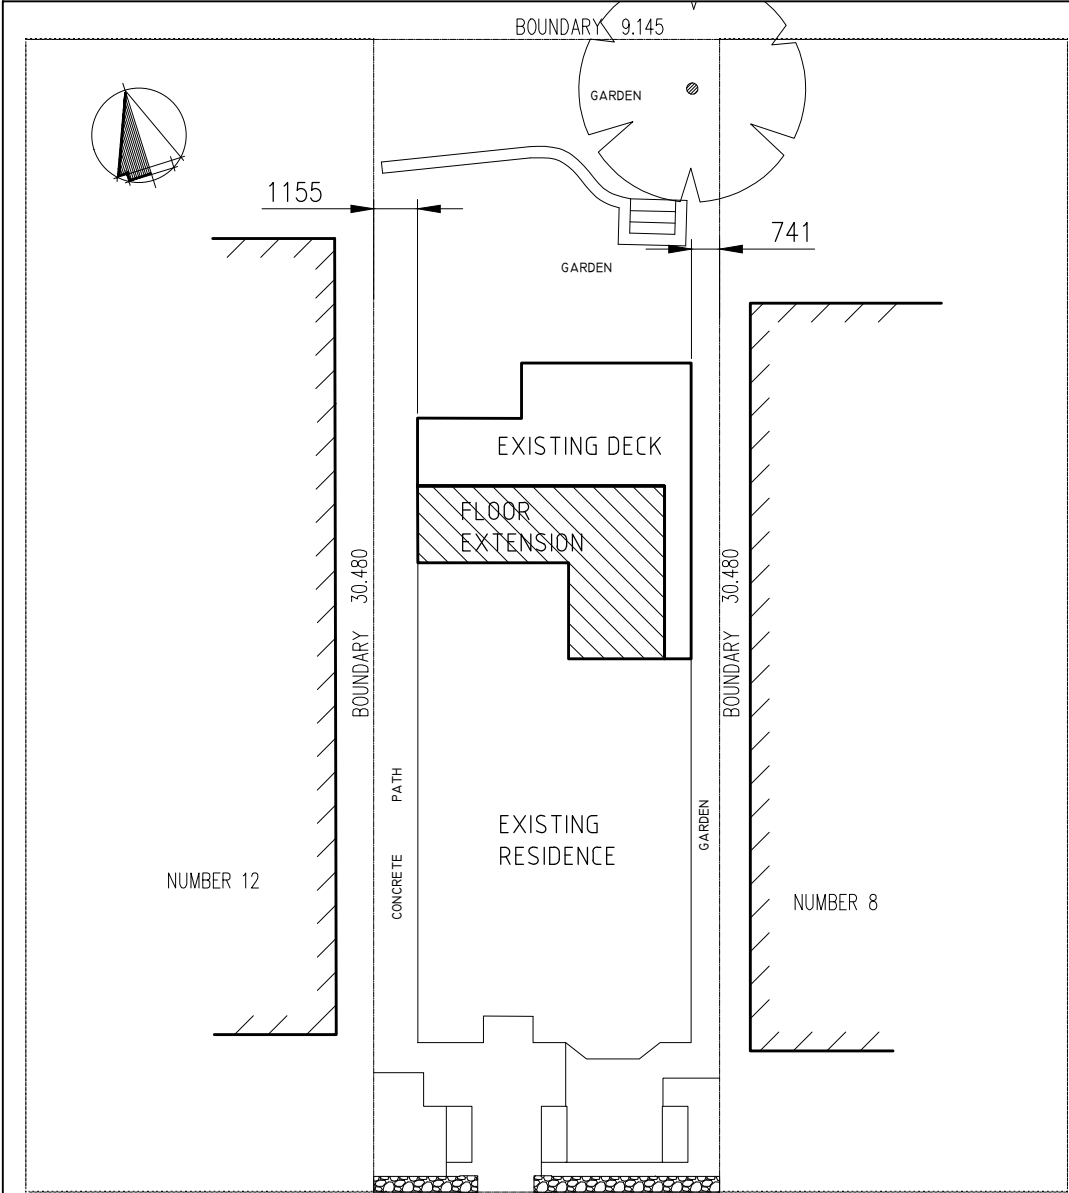 BOUNDARY 9.145
GARDEN
1155
741
GARDEN
EXISTING DECK
FLOOR
EXTENSION
BOUNDARY 30.480
BOUNDARY 30.480
CONCRETE PATH
EXISTING
RESIDENCE
GARDEN
NUMBER 12
NUMBER 8